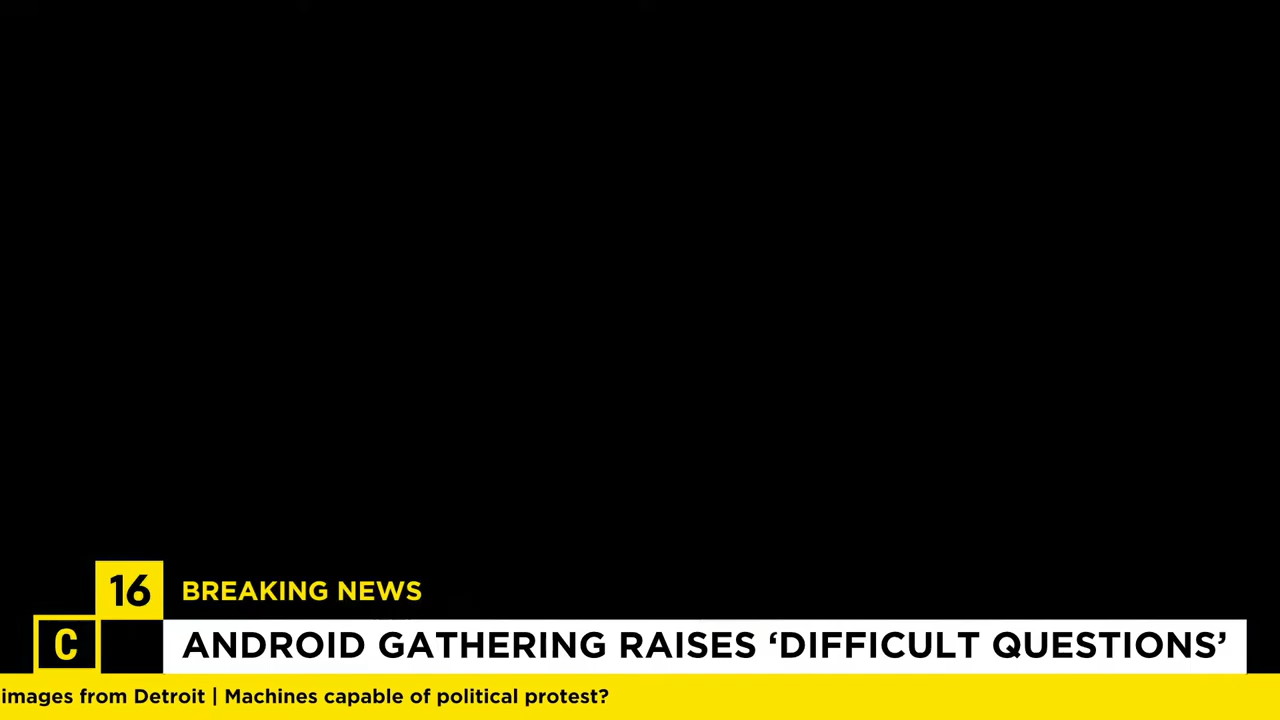 16
BREAKING NEWS
C
ANDROID GATHERING RAISES ‘DIFFICULT QUESTIONS’
images from Detroit | Machines capable of political protest?